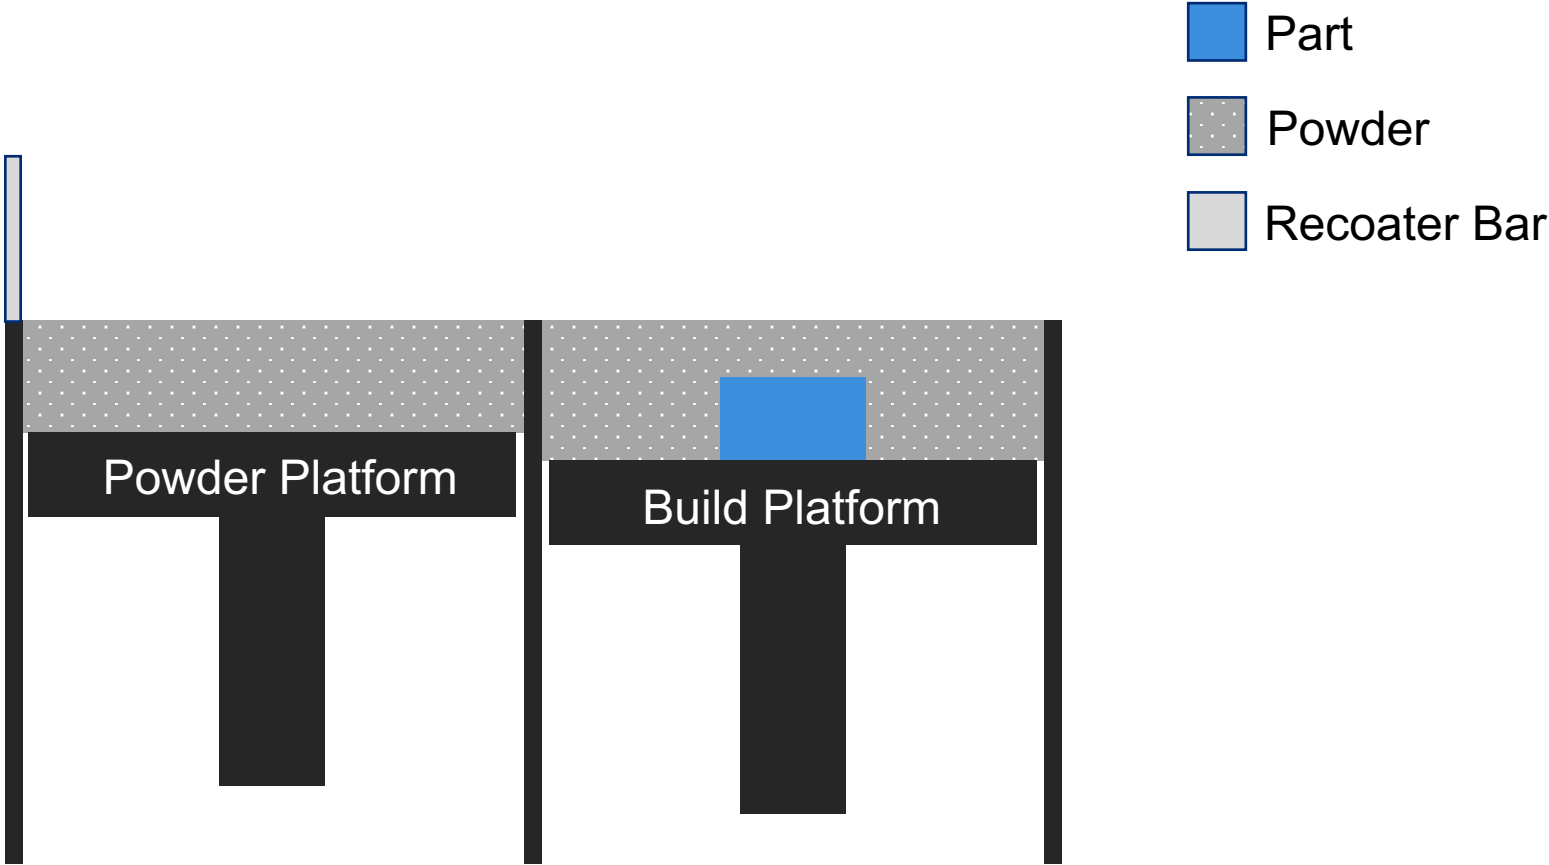 Part
Powder
Recoater Bar
Powder Platform
Build Platform